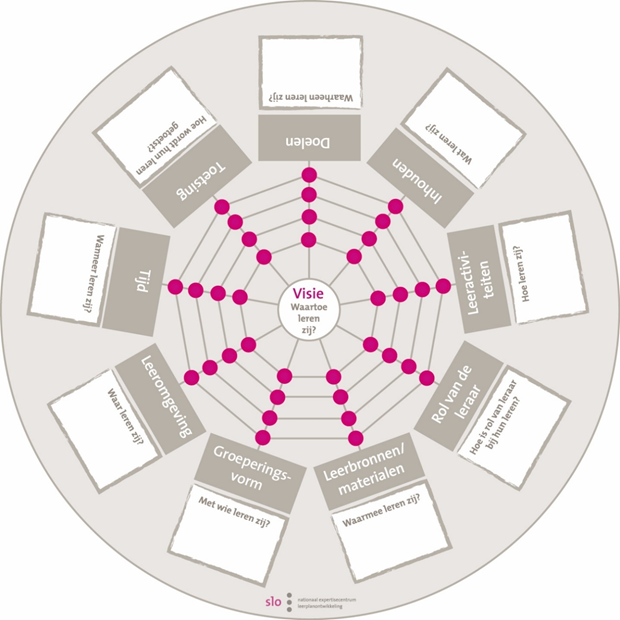 Visie
Waartoe
leren
zij?
Doelen
Waarheen leren zij?
Inhouden
Wat leren zij?
Leeractivi-
teiten
Hoe leren zij?
Rol van de
leraar
Hoe is rol van leraar
bij hun leren?
Leerbronnen/
materialen
Waarmee leren zij?
Groeperings-
vorm
Met wie leren zij?
Leeromgeving
Waar leren zij?
Tijd
Wanneer leren zij?
Toetsing
Hoe wordt hun leren
getoetst?
slo
nationaal expertisecentrum
leerplanontwikkeling